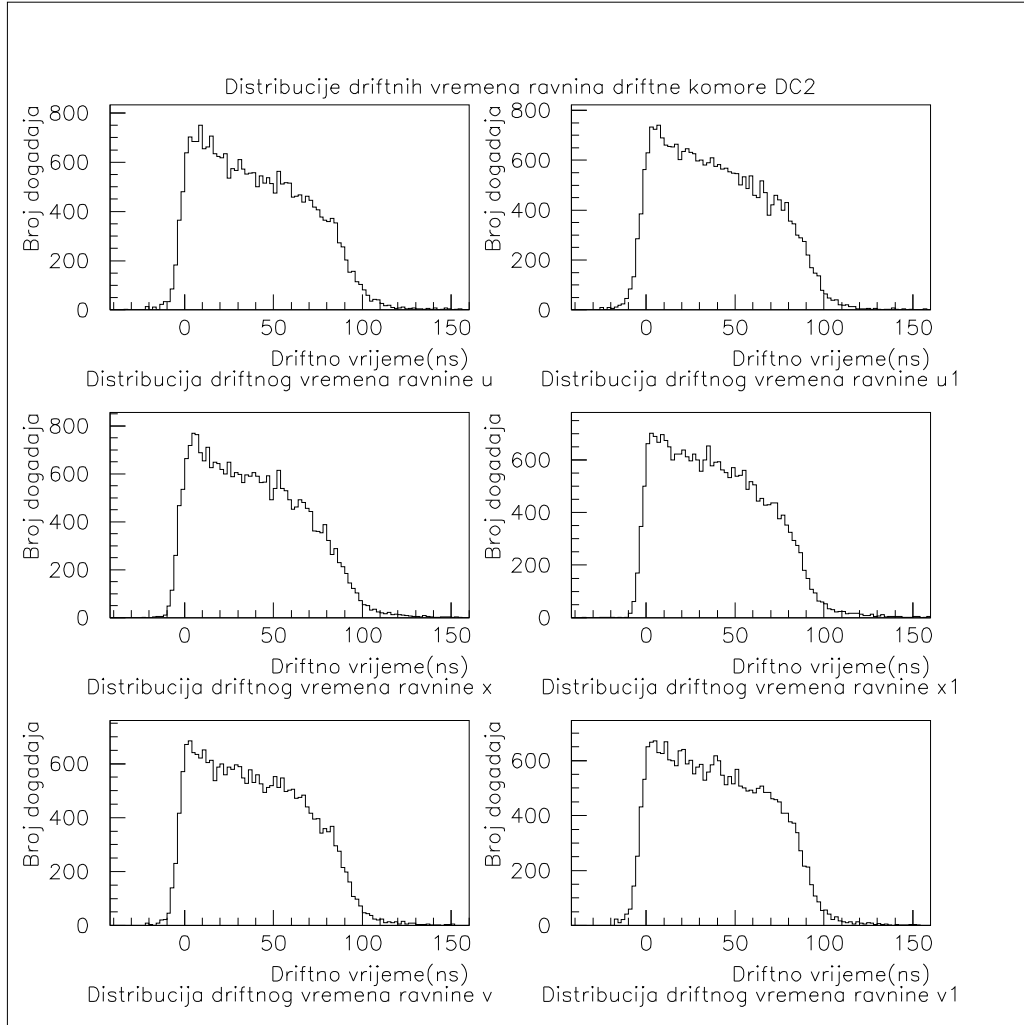 Distribucije driftnih vremena ravnina driftne komore DC2
Broj dogadaja
800
600
400
200
0
0 50 100 150
Driftno vrijeme(ns)
Distribucija driftnog vremena ravnine u
Broj dogadaja
800
600
400
200
0
0 50 100 150
Driftno vrijeme(ns)
Distribucija driftnog vremena ravnine u1
Broj dogadaja
800
600
400
200
0
0 50 100 150
Driftno vrijeme(ns)
Distribucija driftnog vremena ravnine x
Broj dogadaja
600
400
200
0
0 50 100 150
Driftno vrijeme(ns)
Distribucija driftnog vremena ravnine x1
Broj dogadaja
600
400
200
0
0 50 100 150
Driftno vrijeme(ns)
Distribucija driftnog vremena ravnine v
Broj dogadaja
600
400
200
0
0 50 100 150
Driftno vrijeme(ns)
Distribucija driftnog vremena ravnine v1